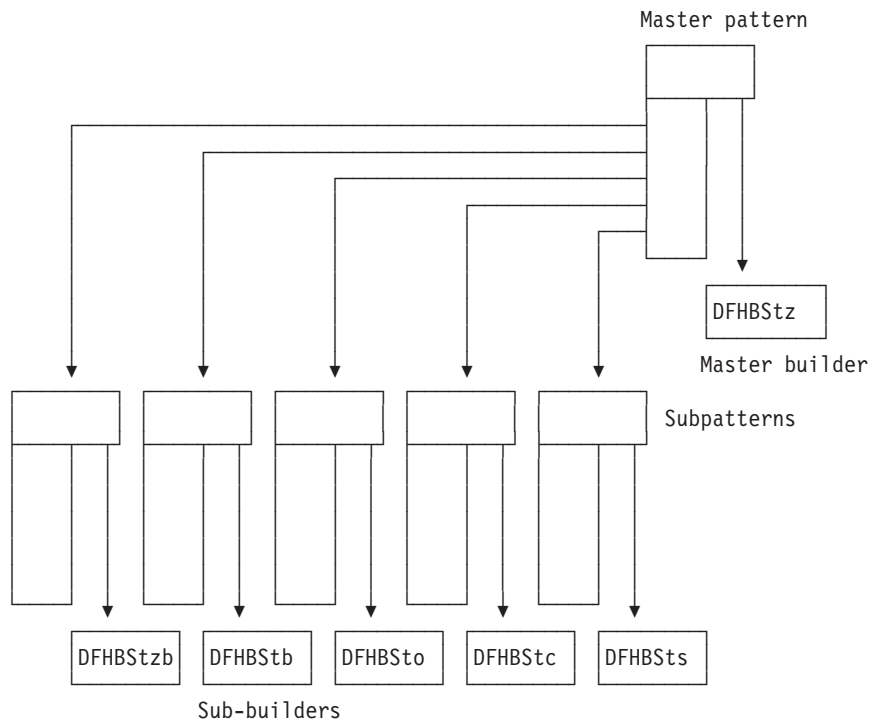 Master pattern
DFHBStz
Master builder
Subpatterns
DFHBStzb
DFHBStb
DFHBSto
DFHBStc
DFHBSts
Sub-builders